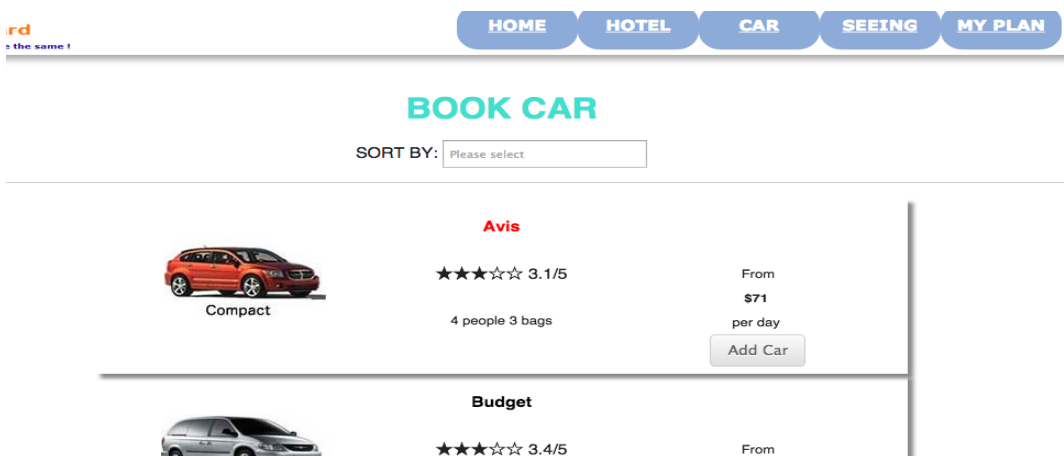 HOME HOTEL CAR SEEING MY PLAN
the same !
BOOK CAR
SORT BY: Please select
Avis
★★★☆☆ 3.1/5 From
$71
Compact
4 people 3 bags per day
Add Car
Budget
★★★☆☆ 3.4/5 From